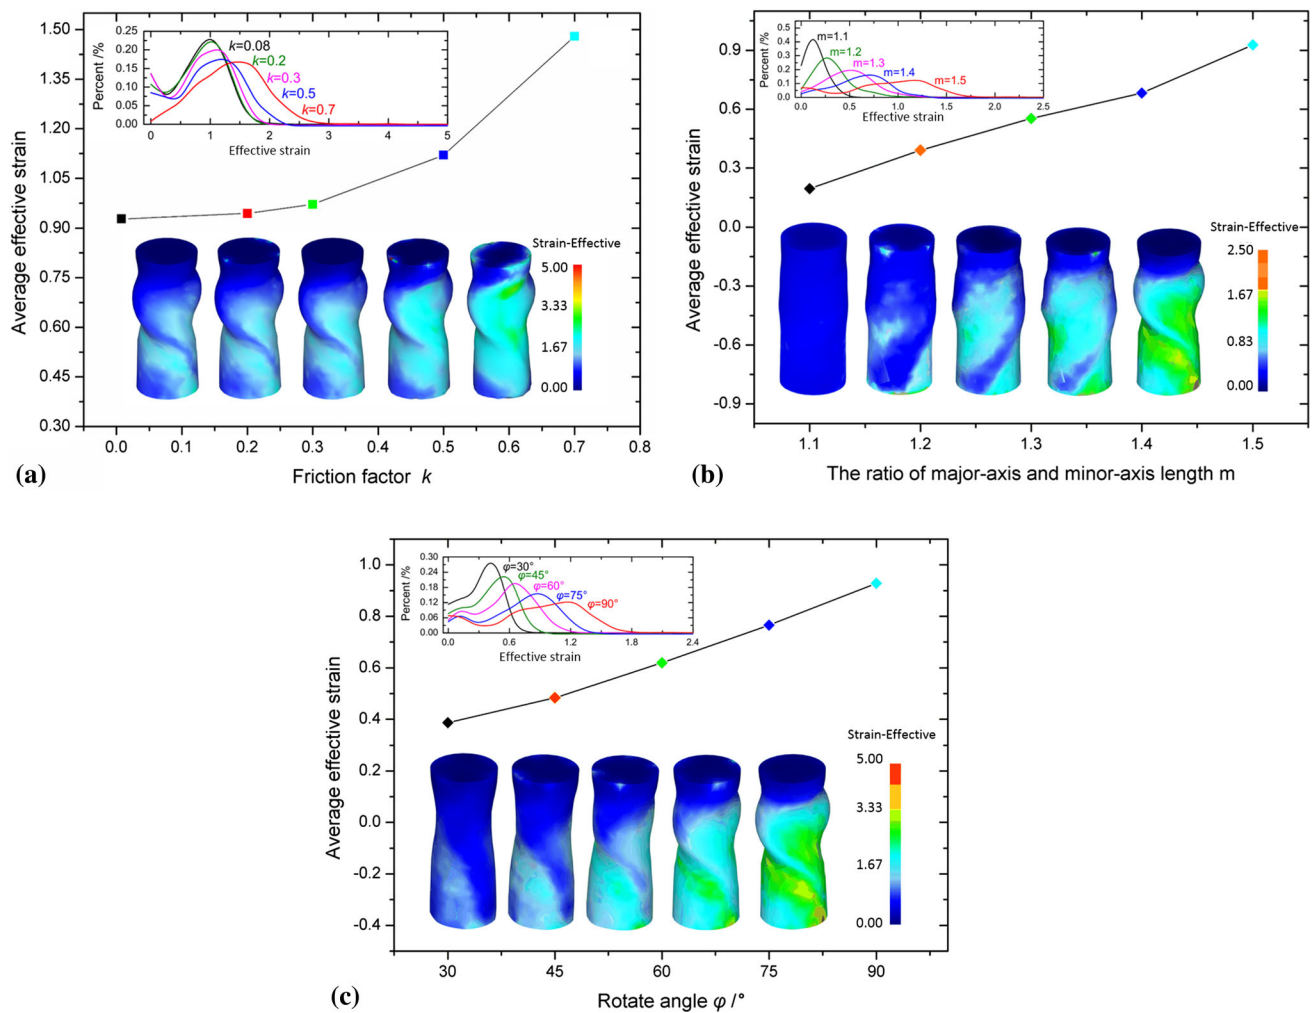 1.50
1.35
1.20
1.05
0.90
0.75
0.60
0.45
0.30
Average effective strain
0.25
0.20
0.15
0.10
0.05
0.00
Percent /%
k=0.08
k=0.2
k=0.3
k=0.5
k=0.7
0 1 2 3 4 5
Effective strain
Strain-Effective
5.00
3.33
1.67
0.00
0.0 0.1 0.2 0.3 0.4 0.5 0.6 0.7 0.8
(a)
Friction factor k
0.9
0.6
0.3
0.0
-0.3
-0.6
-0.9
Average effective strain
0.5
0.4
0.3
0.2
0.1
0.0
Percent /%
m=1.1
m=1.2
m=1.3
m=1.4
m=1.5
0.0 0.5 1.0 1.5 2.0 2.5
Effective strain
Strain-Effective
2.50
1.67
0.83
0.00
1.1 1.2 1.3 1.4 1.5
(b)
The ratio of major-axis and minor-axis length m
1.0
0.8
0.6
0.4
0.2
0.0
-0.2
-0.4
Average effective strain
0.30
0.24
0.18
0.12
0.06
0.00
Percent /%
φ=30°
φ=45°
φ=60°
φ=75°
φ=90°
0.0 0.6 1.2 1.8 2.4
Effective strain
Strain-Effective
5.00
3.33
1.67
0.00
30 45 60 75 90
(c)
Rotate angle φ /°